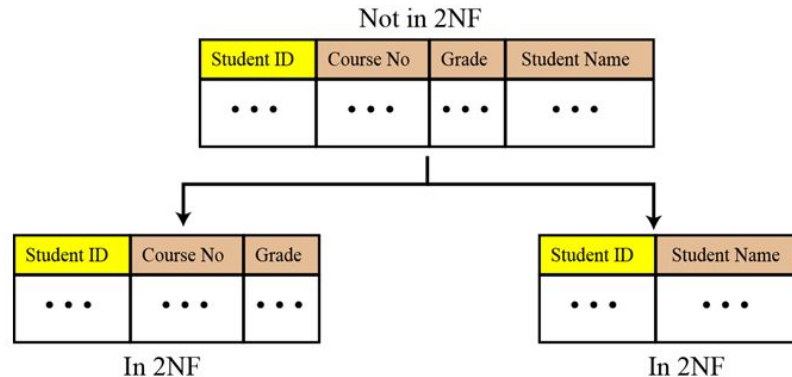 Not in 2NF
Student ID Course No Grade Student Name
• • • • • • • • • • • •
Student ID Course No Grade
• • • • • • • • •
Student ID Student Name
• • • • • •
In 2NF
In 2NF